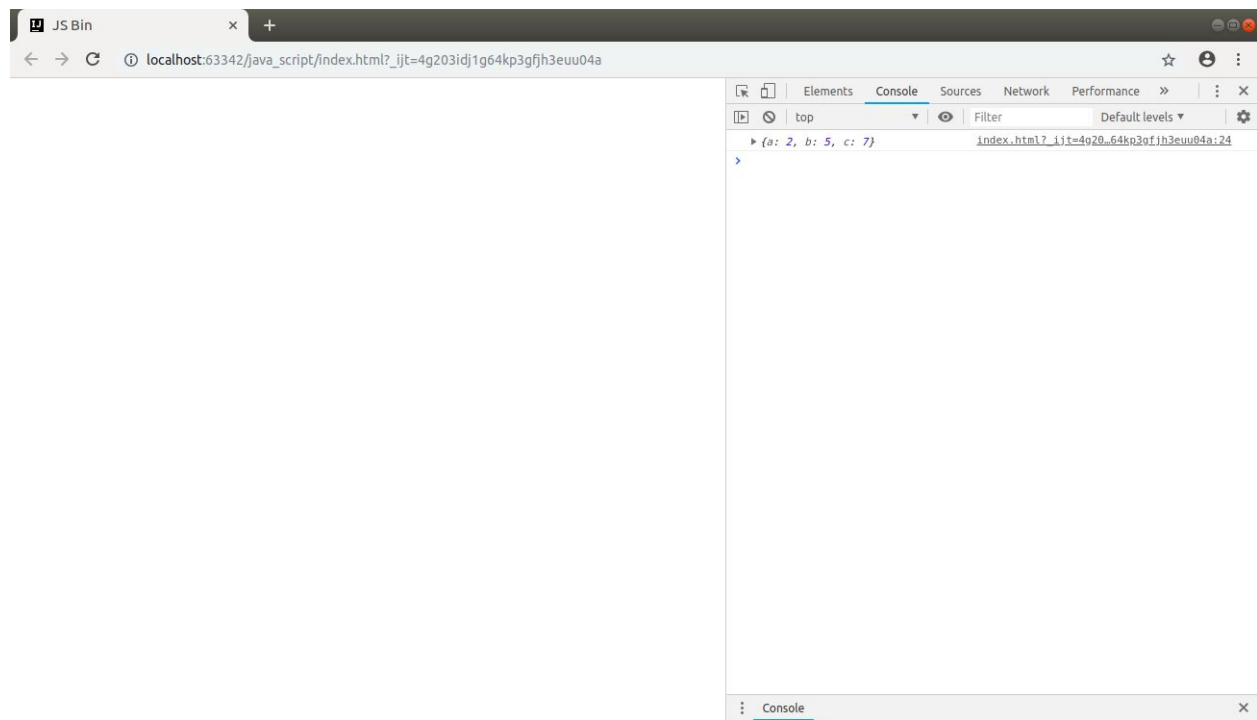 JS Bin
localhost:63342/java_script/index.html?_ijt=4g203idj1g64kp3gfjh3euu04a
Elements Console Sources Network Performance »
top Filter Default levels ▼
{a: 2, b: 5, c: 7} index.html?_ijt=4g20…64kp3gfjh3euu04a:24
Console